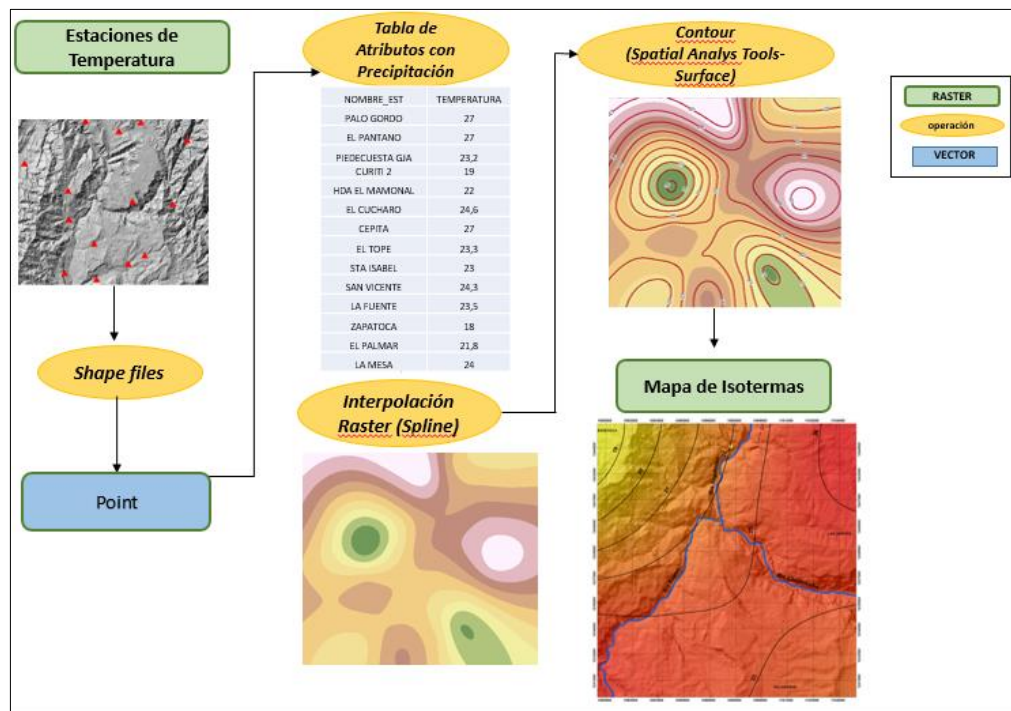 Estaciones de
Temperatura
Shape files
Point
Tabla de
Atributos con
Precipitación
NOMBRE_EST TEMPERATURA
PALO GORDO 27
EL PANTANO 27
PIEDECUESTA GJA 23,2
CURITI 2 19
HDA EL MAMONAL 22
EL CUCHARO 24,6
CEPITA 27
EL TOPE 23,3
STA ISABEL 23
SAN VICENTE 24,3
LA FUENTE 23,5
ZAPATOCA 18
EL PALMAR 21,8
LA MESA 24
Interpolación
Raster (Spline)
Contour
(Spatial Analys Tools-
Surface)
Mapa de Isotermas
RASTER
operación
VECTOR